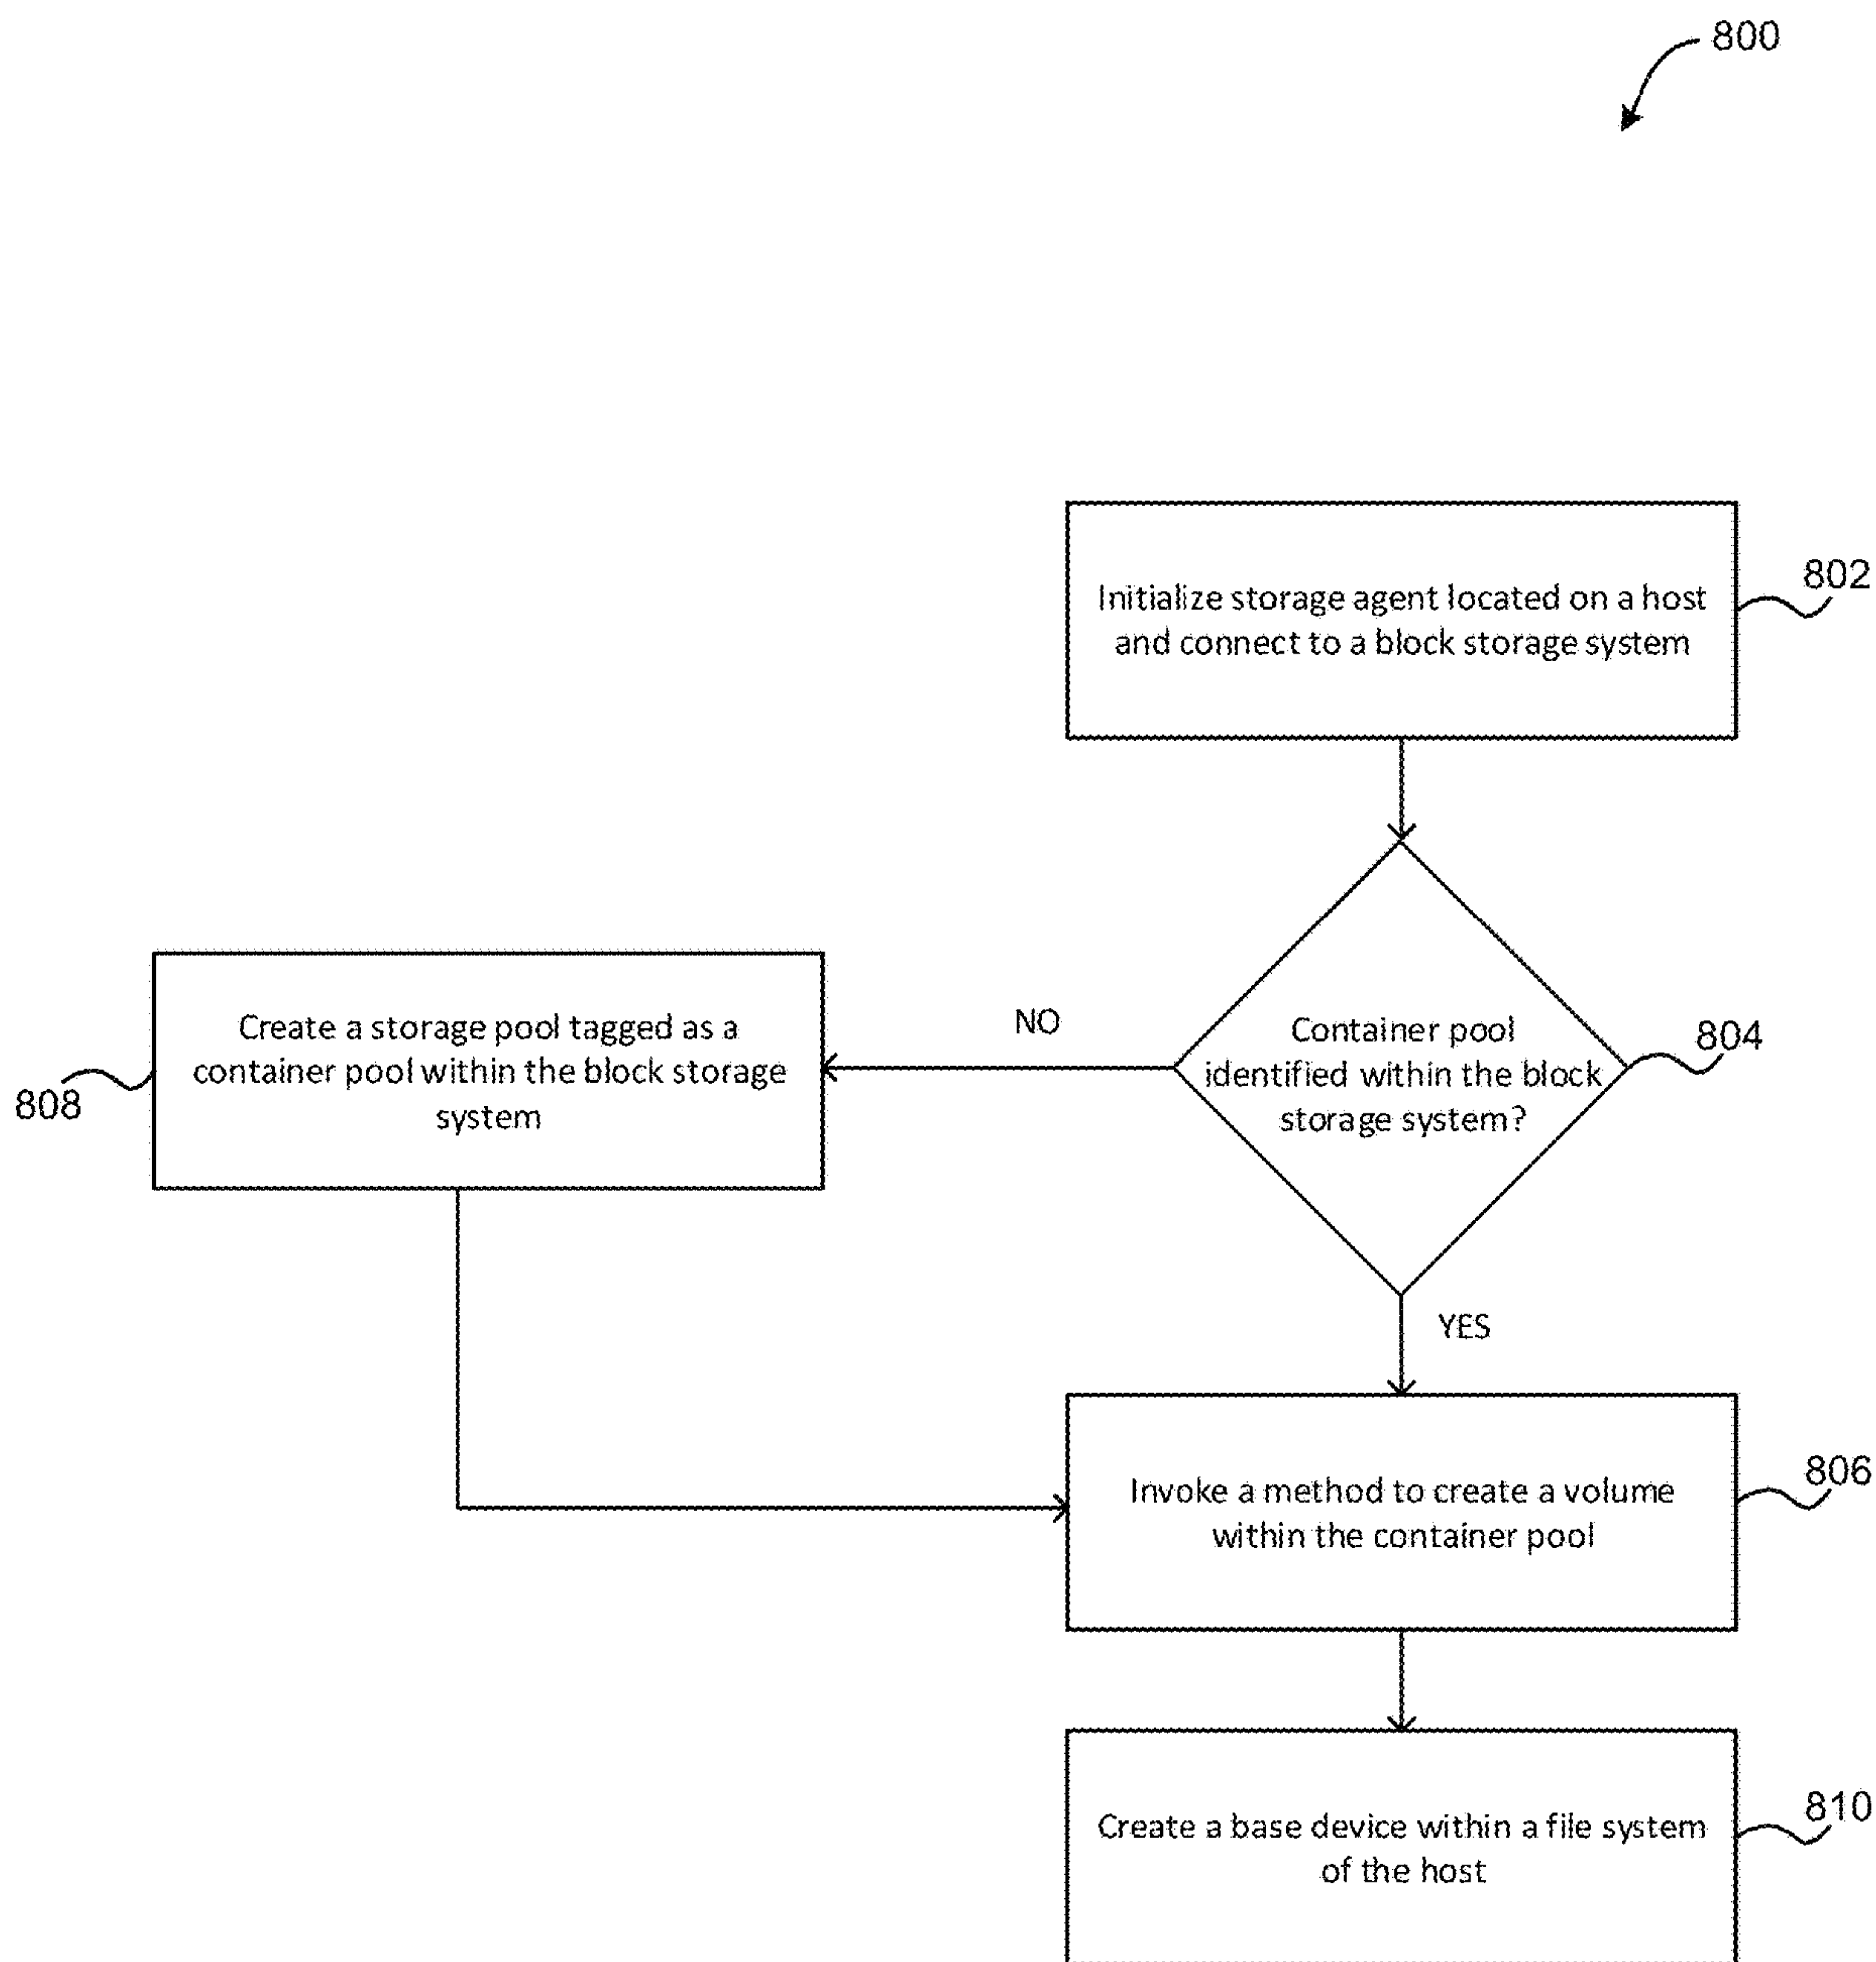 800
Initialize storage agent located on a host
and connect to a block storage system
802
Container pool
identified within the block
storage system?
804
NO
Create a storage pool tagged as a
container pool within the block storage
system
808
YES
Invoke a method to create a volume
within the container pool
806
Create a base device within a file system
of the host
810